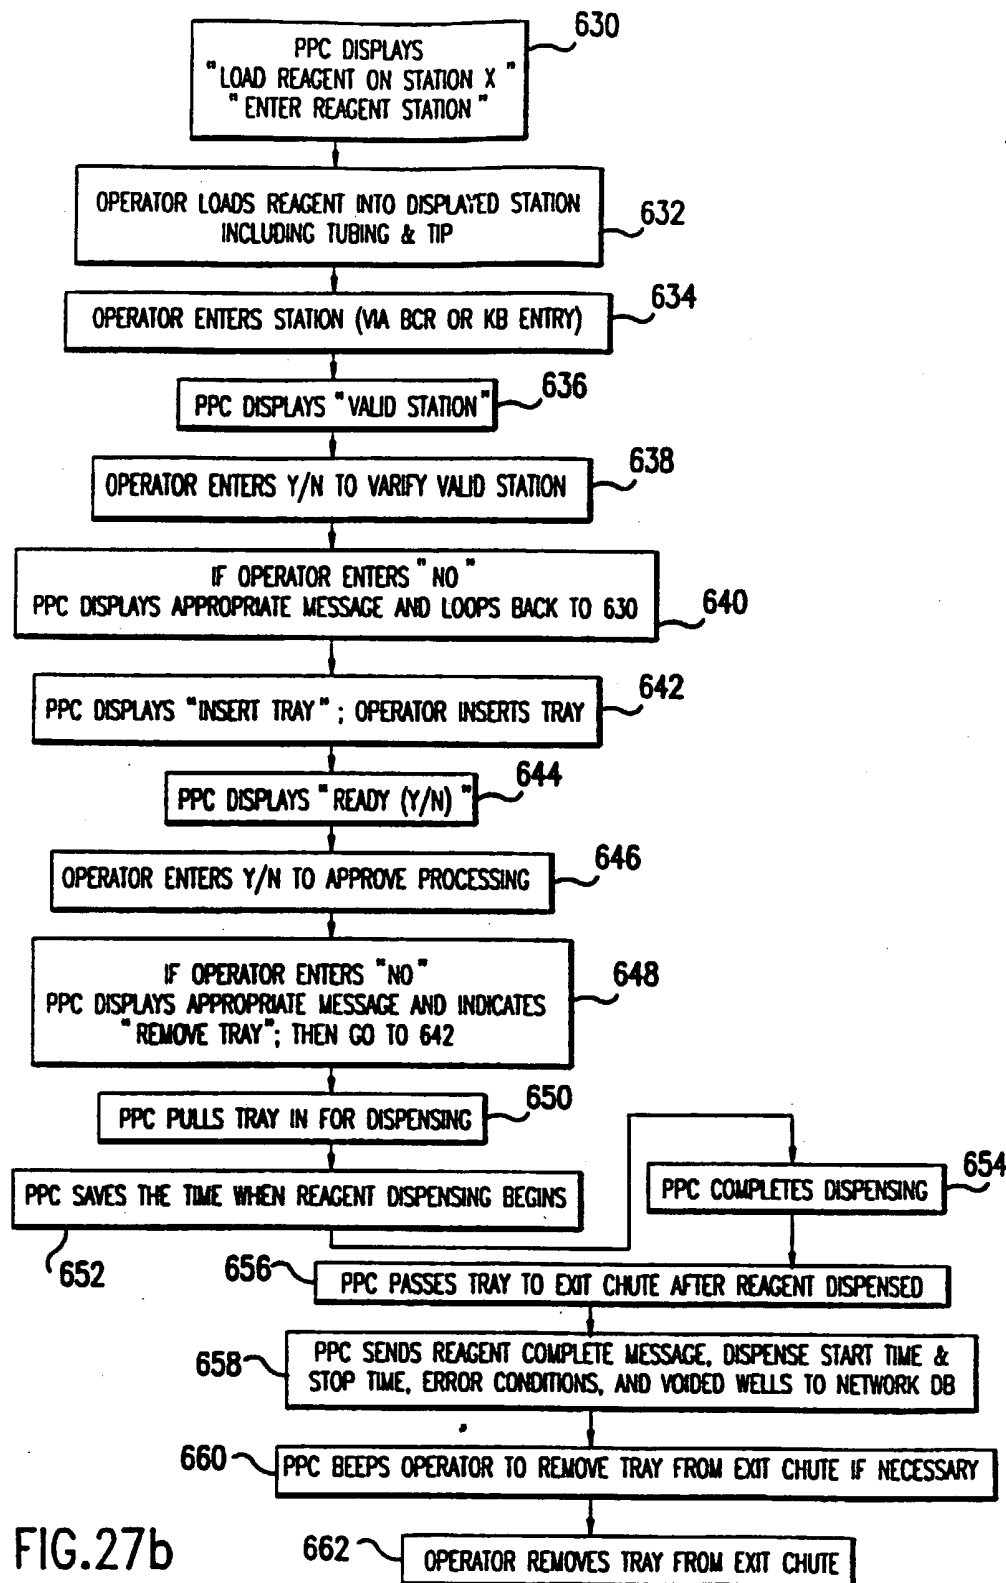 PPC DISPLAYS
"LOAD REAGENT ON STATION X"
"ENTER REAGENT STATION"
630
OPERATOR LOADS REAGENT INTO DISPLAYED STATION
INCLUDING TUBING & TIP
632
OPERATOR ENTERS STATION (VIA BCR OR KB ENTRY)
634
PPC DISPLAYS "VALID STATION"
636
OPERATOR ENTERS Y/N TO VARIFY VALID STATION
638
IF OPERATOR ENTERS "NO"
PPC DISPLAYS APPROPRIATE MESSAGE AND LOOPS BACK TO 630
640
PPC DISPLAYS "INSERT TRAY"; OPERATOR INSERTS TRAY
642
PPC DISPLAYS "READY (Y/N)"
644
OPERATOR ENTERS Y/N TO APPROVE PROCESSING
646
IF OPERATOR ENTERS "NO"
PPC DISPLAYS APPROPRIATE MESSAGE AND INDICATES
"REMOVE TRAY"; THEN GO TO 642
648
PPC PULLS TRAY IN FOR DISPENSING
650
PPC SAVES THE TIME WHEN REAGENT DISPENSING BEGINS
652
PPC COMPLETES DISPENSING
654
656
PPC PASSES TRAY TO EXIT CHUTE AFTER REAGENT DISPENSED
658
PPC SENDS REAGENT COMPLETE MESSAGE, DISPENSE START TIME &
STOP TIME, ERROR CONDITIONS, AND VOIDED WELLS TO NETWORK DB
660
PPC BEEPS OPERATOR TO REMOVE TRAY FROM EXIT CHUTE IF NECESSARY
662
OPERATOR REMOVES TRAY FROM EXIT CHUTE
FIG.27b